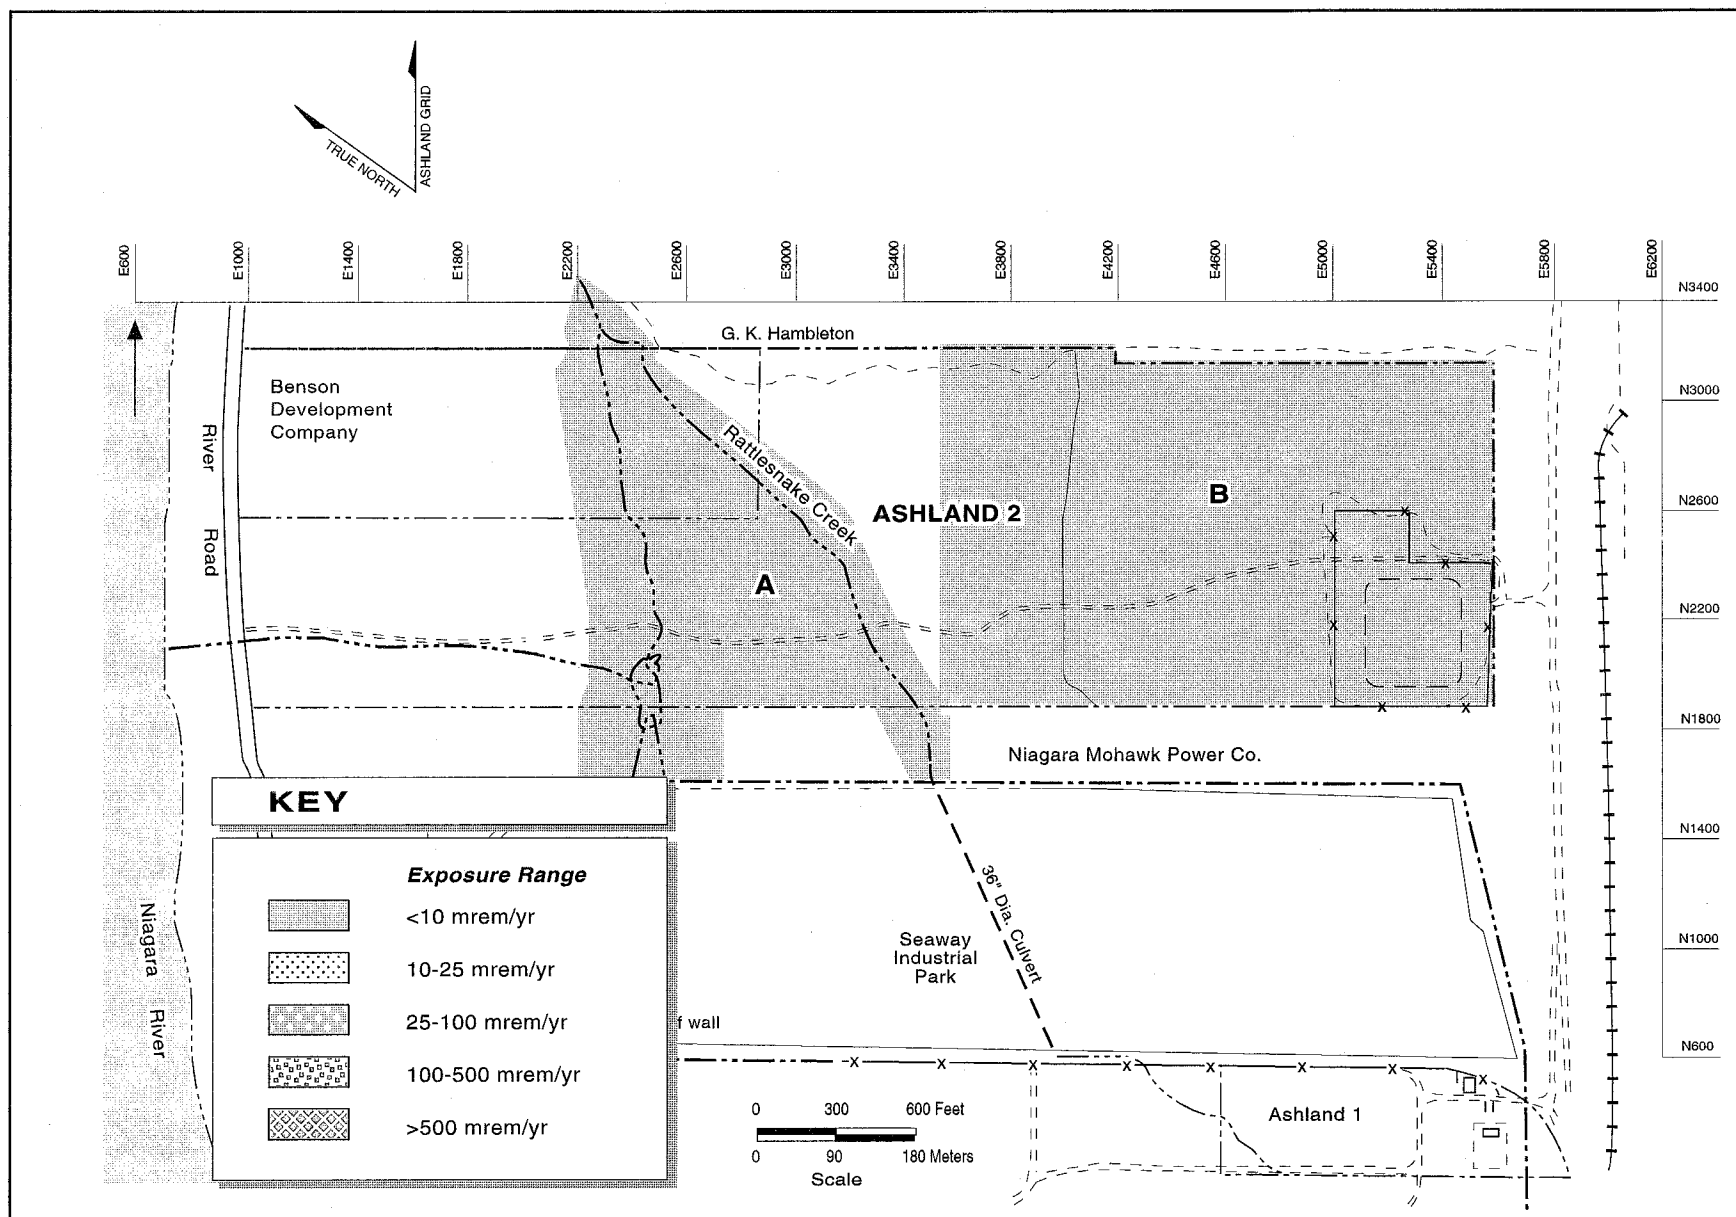 ASHLAND GRID
TRUE NORTH
E600
E1000
E1400
E1800
E2200
E2600
E3000
E3400
E3800
E4200
E4600
E5000
E5400
E5800
E6200
N3400
G. K. Hambleton
Benson
Development
Company
N3000
River Road
Rattlesnake Creek
ASHLAND 2
B
N2600
A
N2200
N1800
Niagara Mohawk Power Co.
KEY
N1400
Exposure Range
<10 mrem/yr
10-25 mrem/yr
25-100 mrem/yr
100-500 mrem/yr
>500 mrem/yr
36" Dia. Culvert
Seaway
Industrial
Park
N1000
Niagara River
f wall
N600
0 300 600 Feet
0 90 180 Meters
Scale
Ashland 1